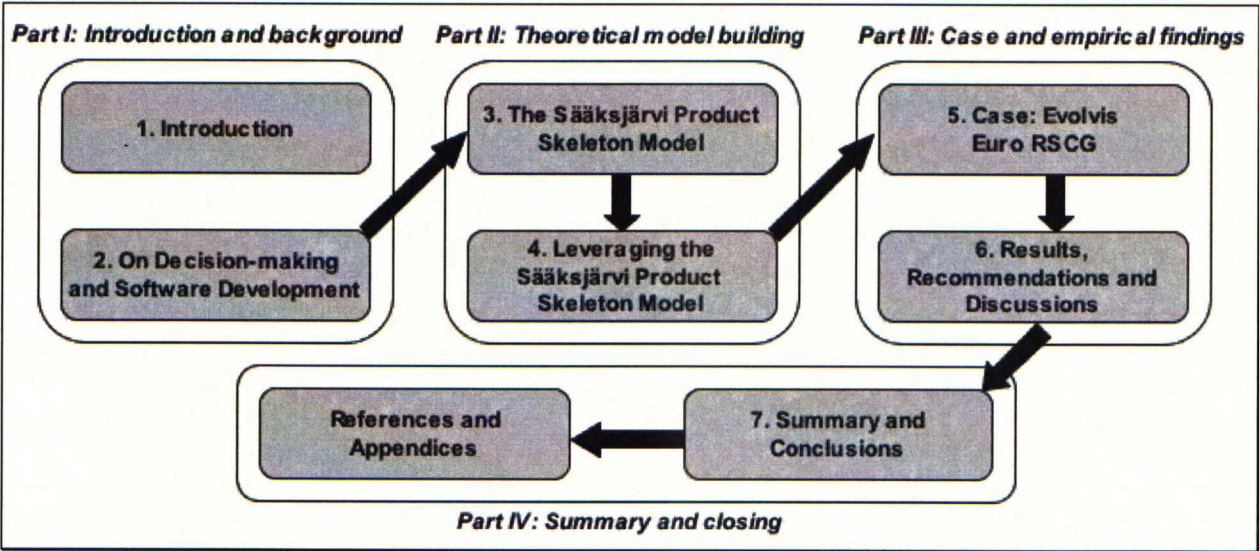 Part I: Introduction and background
1. Introduction
2. On Decision-making
and Software Development
Part II: Theoretical model building
3. The Sääksjärvi Product
Skeleton Model
4. Leveraging the
Sääksjärvi Product
Skeleton Model
Part III: Case and empirical findings
5. Case: Evolvis
Euro RSCG
6. Results,
Recommendations and
Discussions
7. Summary and
Conclusions
References and
Appendices
Part IV: Summary and closing